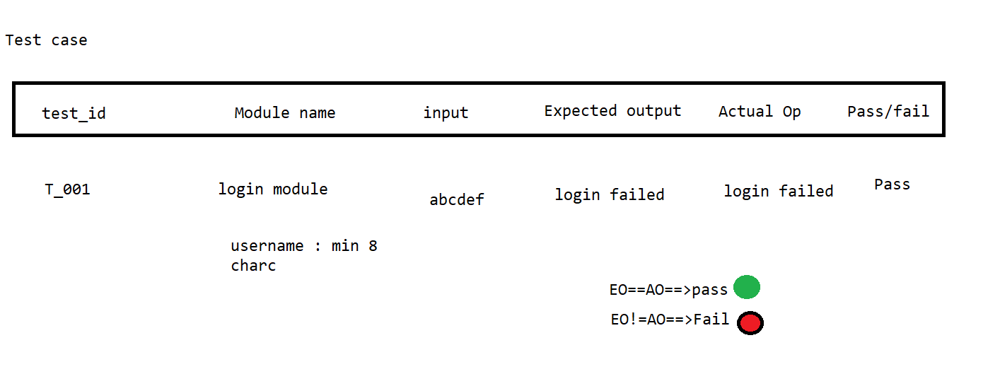 Test case
test_id Module name input Expected output Actual Op Pass/fail
T_001 login module abcdef login failed login failed Pass
username : min 8
charc
EO==AO==>pass
EO!=AO==>Fail